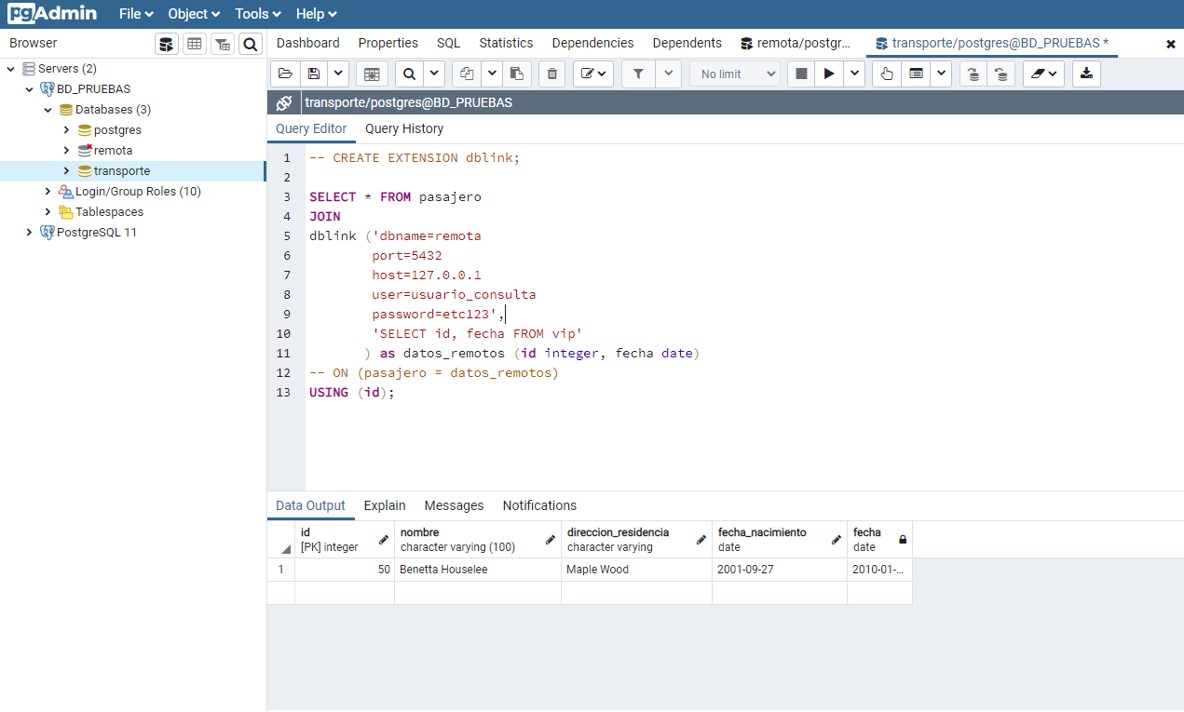 pgAdmin File Object Tools Help
Browser
Dashboard Properties SQL Statistics Dependencies Dependents remota/postgr... transporte/postgres@BD_PRUEBAS *
Servers (2)
BD_PRUEBAS
Databases (3)
postgres
remota
transporte
Login/Group Roles (10)
Tablespaces
PostgreSQL 11
No limit
transporte/postgres@BD_PRUEBAS
Query Editor Query History
1 -- CREATE EXTENSION dblink;
2
3 SELECT * FROM pasajero
4 JOIN
5 dblink ('dbname=remota
6 port=5432
7 host=127.0.0.1
8 user=usuario_consulta
9 password=etc123',
10 'SELECT id, fecha FROM vip'
11 ) as datos_remotos (id integer, fecha date)
12 -- ON (pasajero = datos_remotos)
13 USING (id);
Data Output Explain Messages Notifications
id nombre direccion_residencia fecha_nacimiento fecha
[PK] integer character varying (100) character varying date date
1 50 Benetta Houselee Maple Wood 2001-09-27 2010-01-...